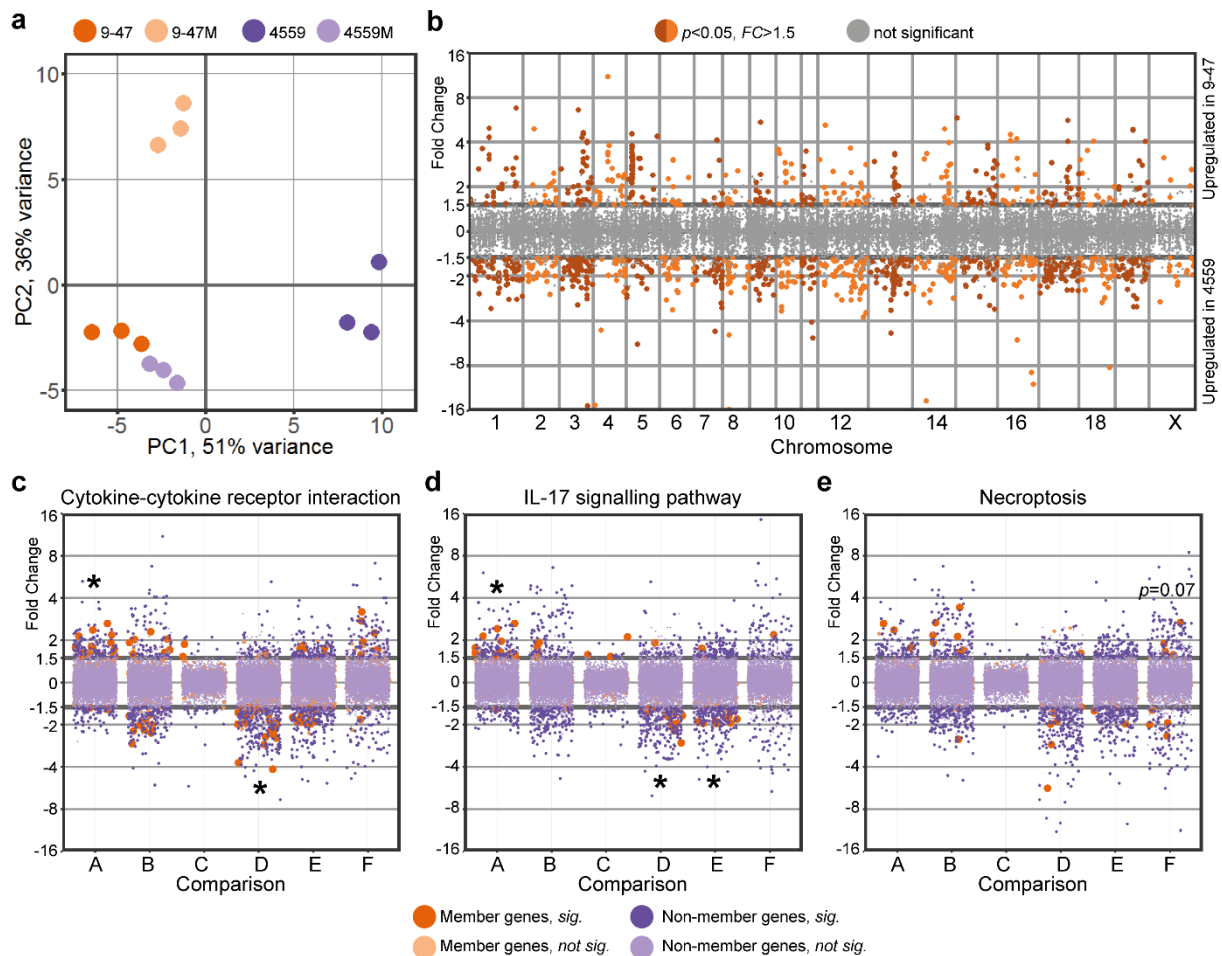 a
9-47 9-47M 4559 4559M
10
5
0
-5
-5 0 5 10
PC2, 36% variance
PC1, 51% variance
b
p<0.05, FC>1.5 not significant
16
8
4
2
1.5
0
-1.5
-2
-4
-8
-16
Fold Change
Upregulated in 9-47
Upregulated in 4559
1 2 3 4 5 6 7 8 10 12 14 16 18 X
Chromosome
c Cytokine-cytokine receptor interaction
16
8
4
2
1.5
0
-1.5
-2
-4
-8
-16
Fold Change
*
*
A B C D E F
Comparison
d IL-17 signalling pathway
16
8
4
2
1.5
0
-1.5
-2
-4
-8
-16
Fold Change
*
* *
A B C D E F
Comparison
e Necroptosis
16
8
4
2
1.5
0
-1.5
-2
-4
-8
-16
Fold Change
p=0.07
A B C D E F
Comparison
Member genes, sig. Non-member genes, sig.
Member genes, not sig. Non-member genes, not sig.